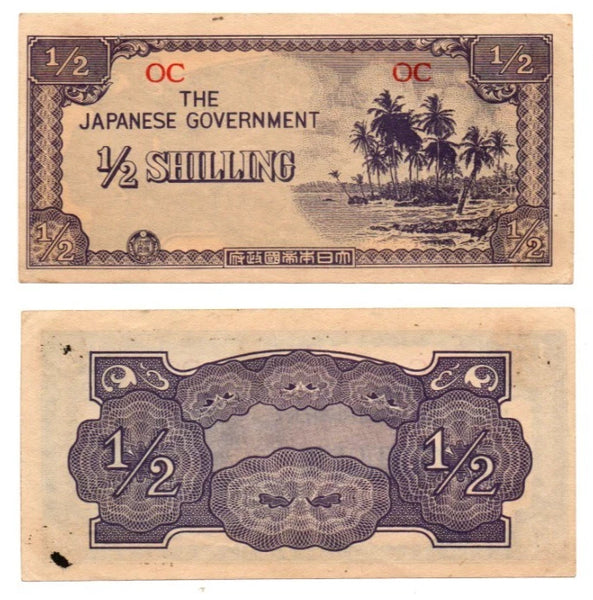 1/2 1/2
OC OC
THE
JAPANESE GOVERNMENT
1/2 SHILLING
1/2 1/2
府政國帝本日大
1/2 1/2